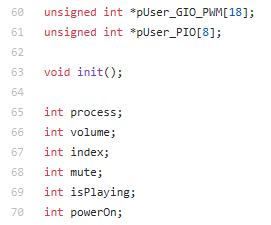 60 unsigned int *pUser_GIO_PWM[18];
61 unsigned int *pUser_PIO[8];
62
63 void init();
64
65 int process;
66 int volume;
67 int index;
68 int mute;
69 int isPlaying;
70 int powerOn;